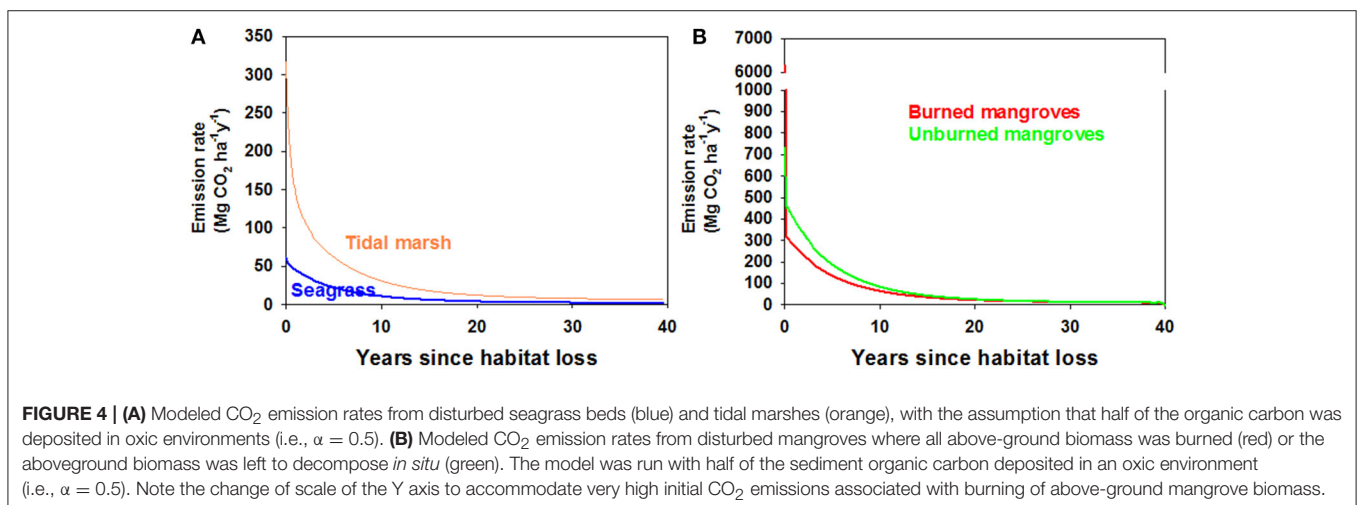 A
350
300
250
200
150
100
50
0
Emission rate
(Mg CO₂ ha⁻¹y⁻¹)
Tidal marsh
Seagrass
0 10 20 30 40
Years since habitat loss
B
7000
6000
1000
900
800
700
600
500
400
300
200
100
0
Emission rate
(Mg CO₂ ha⁻¹y⁻¹)
Burned mangroves
Unburned mangroves
0 10 20 30 40
Years since habitat loss
FIGURE 4 | (A) Modeled CO₂ emission rates from disturbed seagrass beds (blue) and tidal marshes (orange), with the assumption that half of the organic carbon was
deposited in oxic environments (i.e., α = 0.5). (B) Modeled CO₂ emission rates from disturbed mangroves where all above-ground biomass was burned (red) or the
aboveground biomass was left to decompose in situ (green). The model was run with half of the sediment organic carbon deposited in an oxic environment
(i.e., α = 0.5). Note the change of scale of the Y axis to accommodate very high initial CO₂ emissions associated with burning of above-ground mangrove biomass.